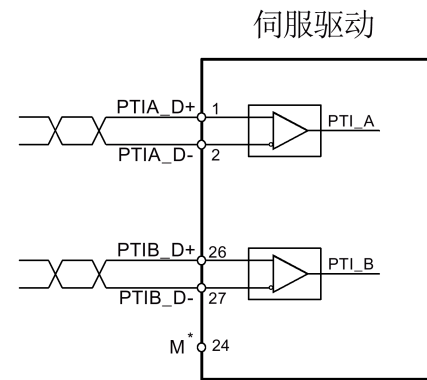 伺服驱动
PTIA_D+ 1
PTI_A
PTIA_D- 2
PTIB_D+ 26
PTI_B
PTIB_D- 27
M* 24